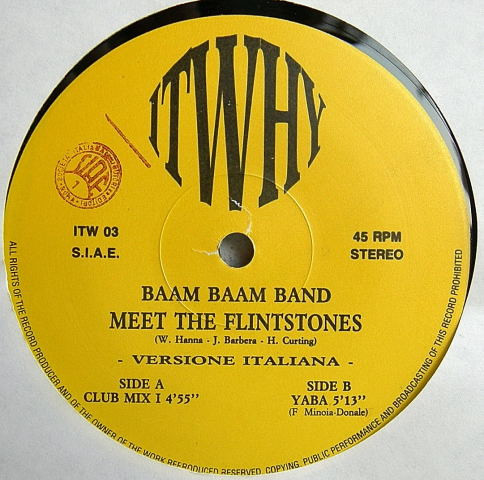 ITWHY
ITW 03
S.I.A.E.
45 RPM
STEREO
BAAM BAAM BAND
MEET THE FLINTSTONES
(W. Hanna - J. Barbera - H. Curting)
- VERSIONE ITALIANA -
SIDE A
CLUB MIX I 4'55"
SIDE B
YABA 5'13"
(F Minoia-Donale)
ALL RIGHTS OF THE RECORD PRODUCER AND OF THE OWNER OF THE WORK REPRODUCED RESERVED. COPYING, PUBLIC PERFORMANCE AND BROADCASTING OF THIS RECORD PROHIBITED
SIAE